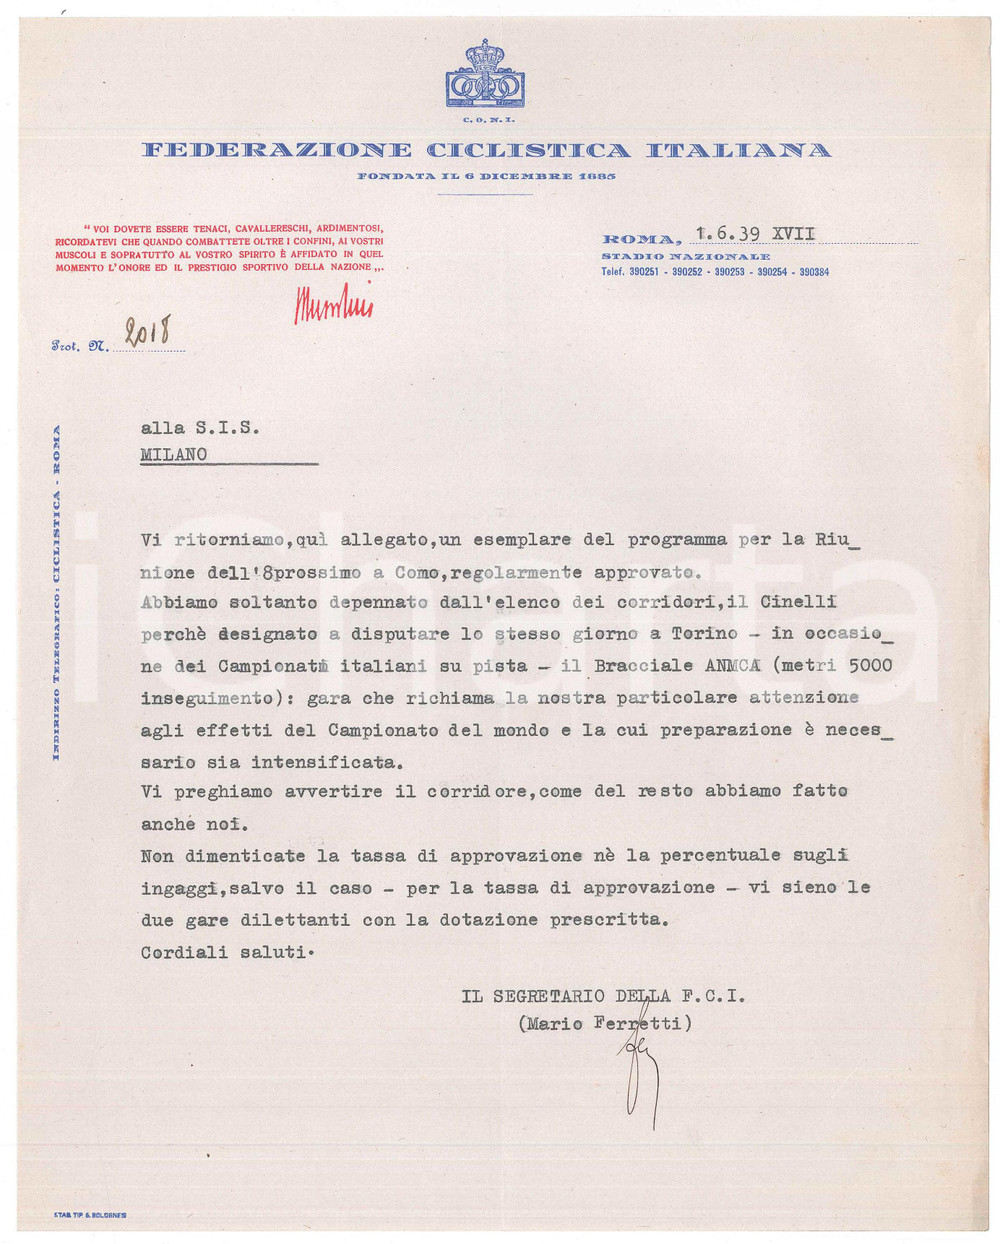 C. O. N. I.
FEDERAZIONE CICLISTICA ITALIANA
FONDATA IL 6 DICEMBRE 1885
“ VOI DOVETE ESSERE TENACI, CAVALLERESCHI, ARDIMENTOSI,
RICORDATEVI CHE QUANDO COMBATTETE OLTRE I CONFINI, AI VOSTRI
MUSCOLI E SOPRATUTTO AL VOSTRO SPIRITO È AFFIDATO IN QUEL
MOMENTO L'ONORE ED IL PRESTIGIO SPORTIVO DELLA NAZIONE „.
Mussolini
ROMA, 1.6.39 XVII
STADIO NAZIONALE
Telef. 390251 - 390252 - 390253 - 390254 - 390384
Prot. N. 2018
INDIRIZZO TELEGRAFICO: CICLISTICA - ROMA
alla S.I.S.
MILANO
Vi ritorniamo,quì allegato,un esemplare del programma per la Riu_
nione dell'8prossimo a Como,regolarmente approvato.
Abbiamo soltanto depennato dall'elenco dei corridori,il Cinelli
perchè designato a disputare lo stesso giorno a Torino - in occasio_
ne dei Campionati italiani su pista - il Bracciale ANMCA (metri 5000
inseguimento): gara che richiama la nostra particolare attenzione
agli effetti del Campionato del mondo e la cui preparazione è neces_
sario sia intensificata.
Vi preghiamo avvertire il corridore,come del resto abbiamo fatto
anche noi.
Non dimenticate la tassa di approvazione nè la percentuale sugli
ingaggi,salvo il caso - per la tassa di approvazione - vi sieno le
due gare dilettanti con la dotazione prescritta.
Cordiali saluti.
IL SEGRETARIO DELLA F.C.I.
(Mario Ferretti)
STAB. TIP. S. BOLOGNESI
iCharta